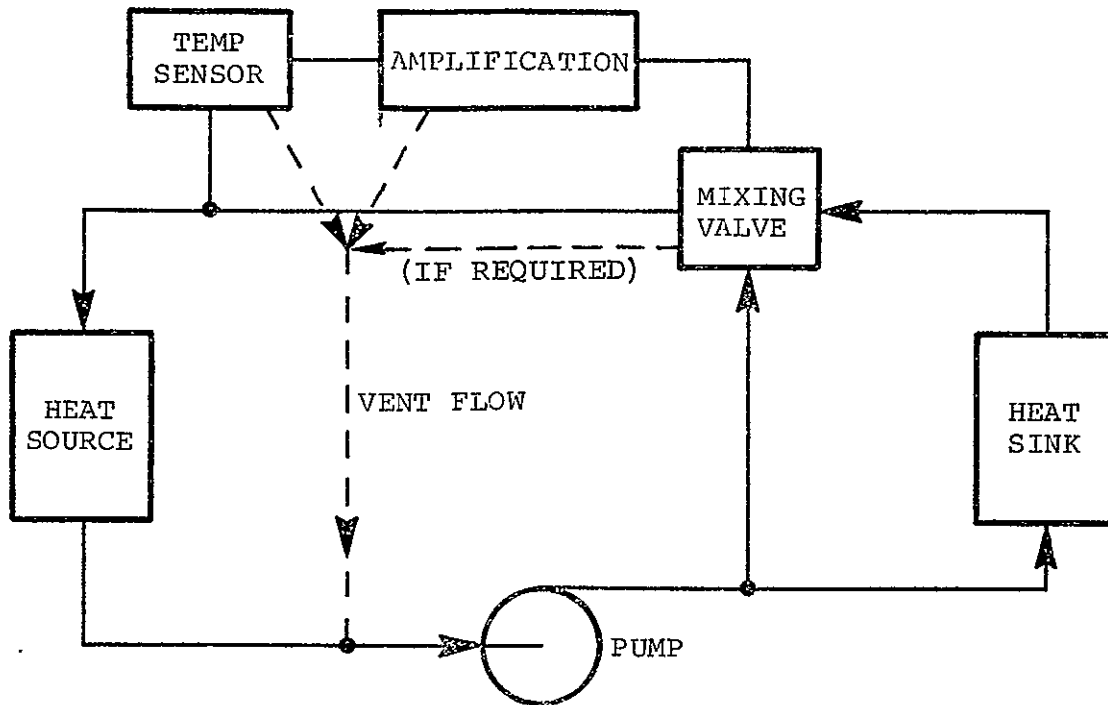 TEMP
SENSOR
AMPLIFICATION
MIXING
VALVE
(IF REQUIRED)
HEAT
SOURCE
VENT FLOW
HEAT
SINK
PUMP